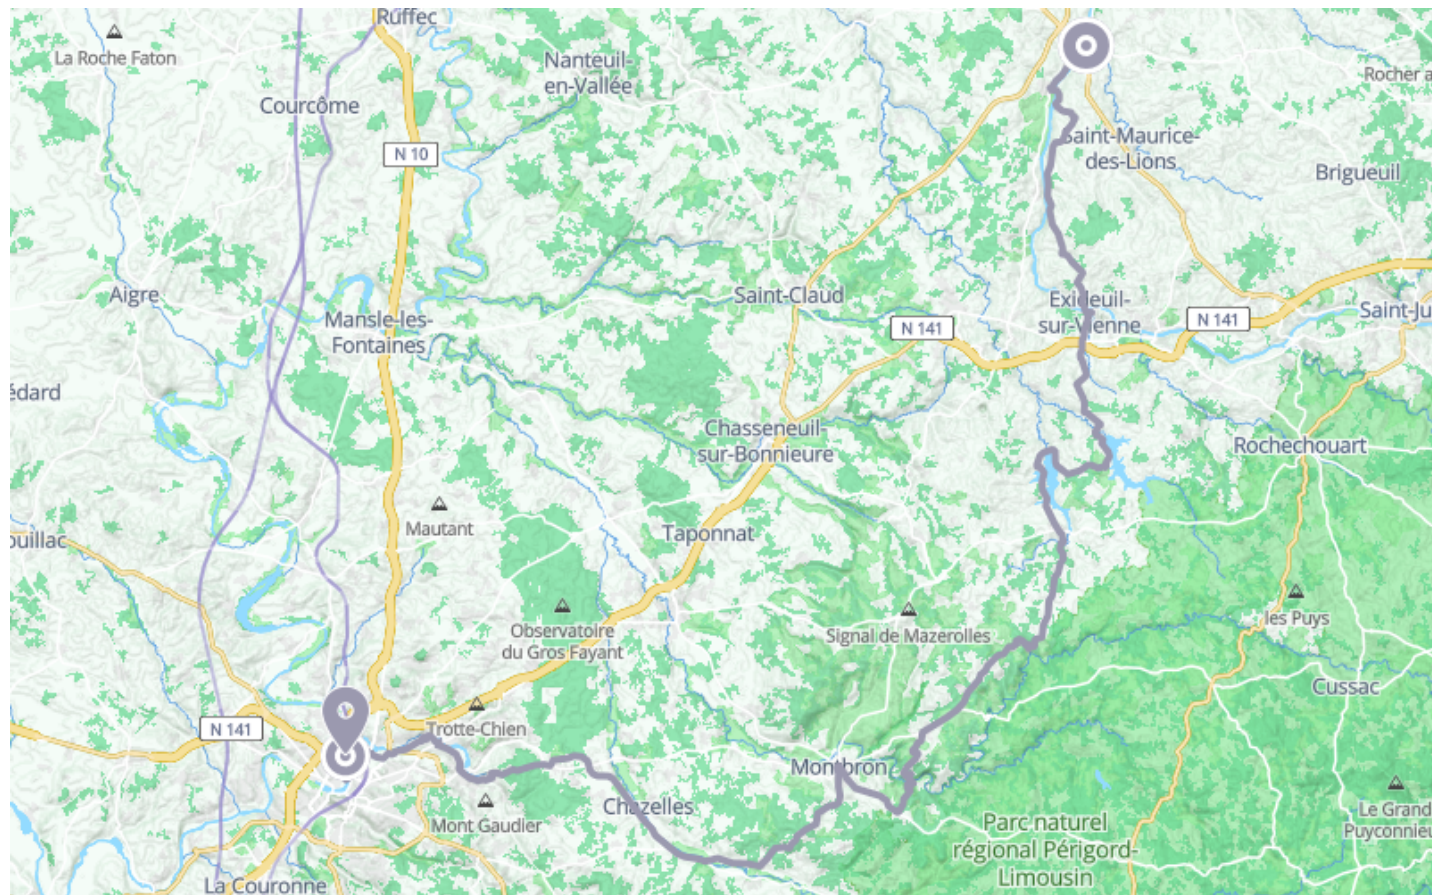 Ruffec
La Roche Faton
Nanteuil-
en-Vallée
Rocher a
Courcôme
N 10
Saint-Maurice-
des-Lions
Brigueuil
Aigre
Saint-Claud
Exideuil-
sur-Vienne
N 141
N 141
Saint-Ju
Mansle-les-
Fontaines
édard
Chasseneuil-
sur-Bonnieure
Rochechouart
Mautant
Taponnat
ouillac
Observatoire
du Gros Fayant
Signal de Mazerolles
les Puys
Cussac
N 141
Trotte-Chien
Montbron
Chazelles
Mont Gaudier
Parc naturel
régional Périgord-
Limousin
Le Grand
Puyconnieu
La Couronne